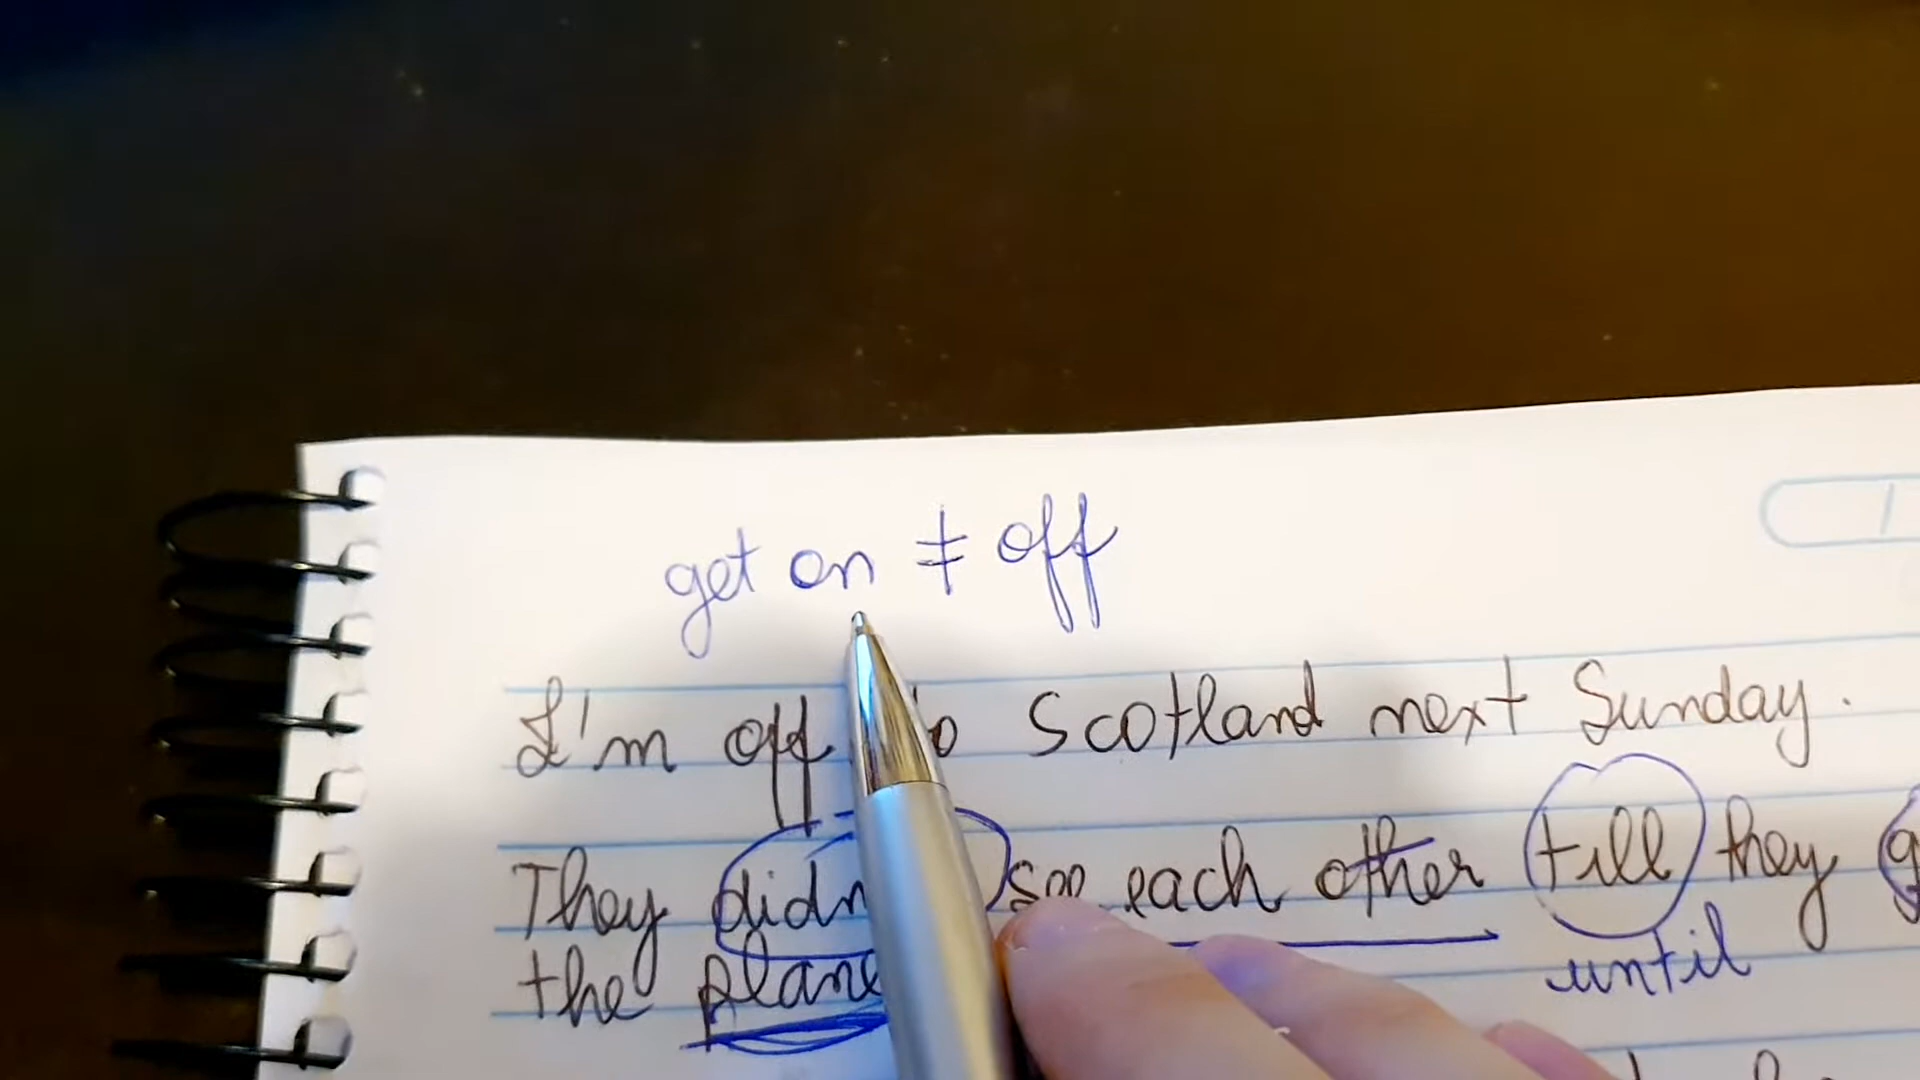 get on ≠ off
I'm off to Scotland next Sunday.
They didn see each other till they
until
the plane